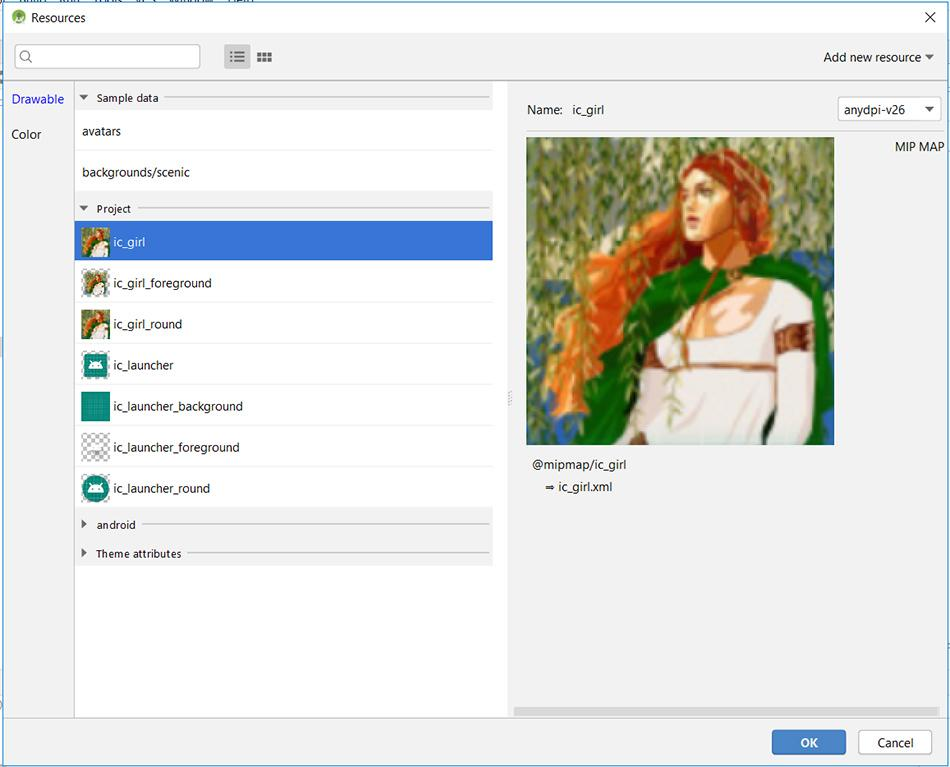 Resources
Add new resource
Drawable
Color
Sample data
avatars
backgrounds/scenic
Project
ic_girl
ic_girl_foreground
ic_girl_round
ic_launcher
ic_launcher_background
ic_launcher_foreground
ic_launcher_round
android
Theme attributes
Name: ic_girl
anydpi-v26
MIP MAP
@mipmap/ic_girl
⇒ ic_girl.xml
OK
Cancel